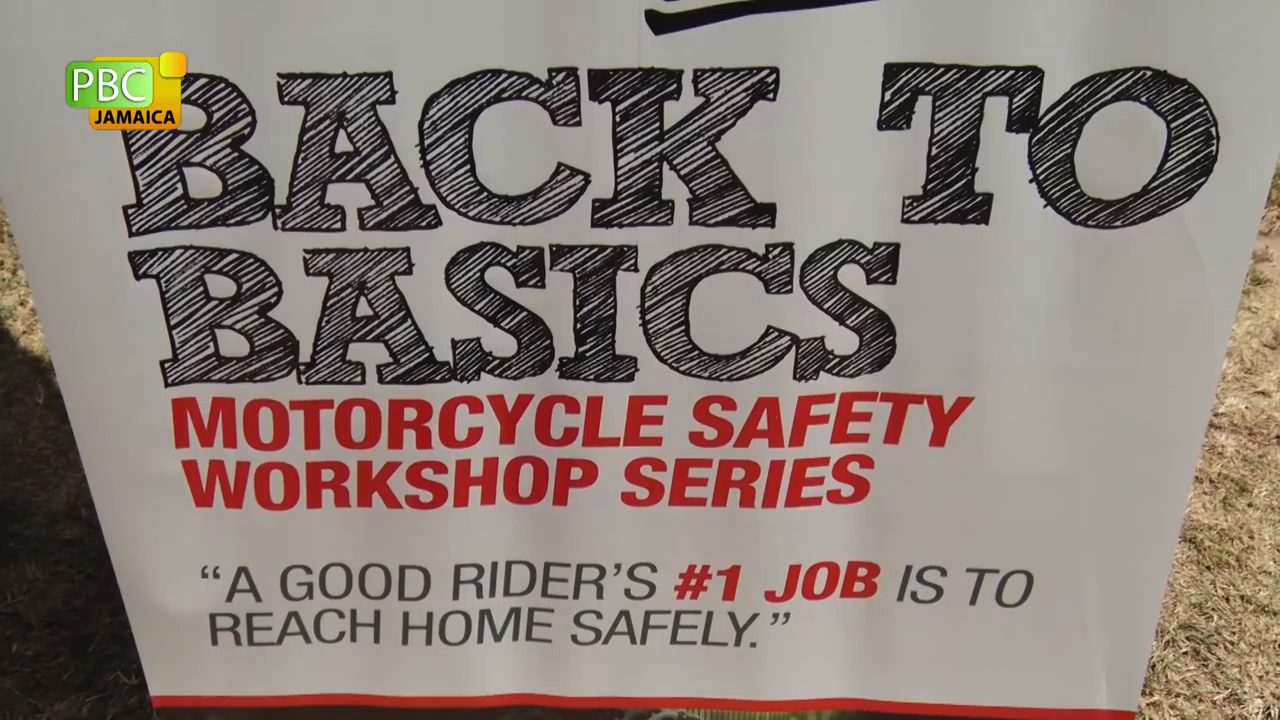 PBC
JAMAICA
BACK TO
BASICS
MOTORCYCLE SAFETY
WORKSHOP SERIES
“A GOOD RIDER’S #1 JOB IS TO
REACH HOME SAFELY.”